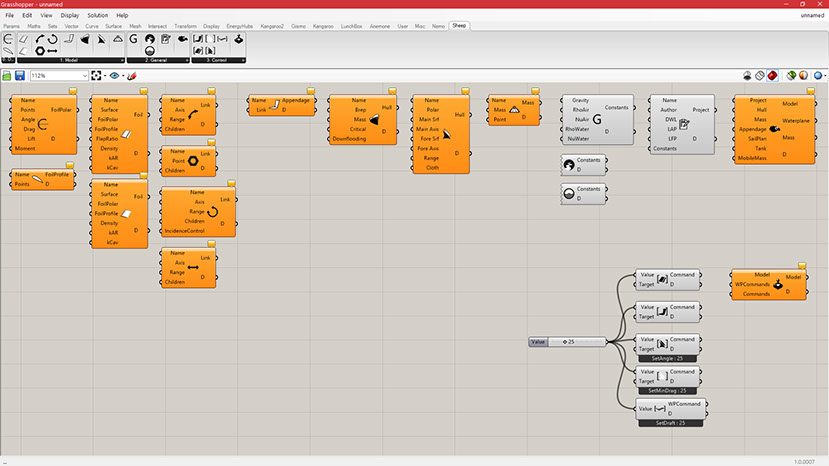 Grasshopper - unnamed
File Edit View Display Solution Help
unnamed
Params Maths Sets Vector Curve Surface Mesh Intersect Transform Display EnergyHubs Kangaroo2 Gismo Kangaroo LunchBox Anemone User Misc Nemo Sheep
1. Model
2. General
3. Control
112%
Name
Points
Angle
Drag
Lift
Moment
FoilPolar
D
Name
Points
FoilProfile
D
Name
Surface
FoilPolar
FoilProfile
FlapRatio
Density
kAR
kCav
Foil
D
Name
Surface
FoilPolar
FoilProfile
Density
kAR
kCav
Foil
D
Name
Axis
Range
Children
Link
D
Name
Point
Children
Link
D
Name
Axis
Range
Children
IncidenceControl
Link
D
Name
Axis
Range
Children
Link
D
Name
Link
Appendage
D
Name
Brep
Mass
Critical
Downflooding
Hull
D
Name
Polar
Main Srf
Main Axis
Fore Srf
Fore Axis
Range
Cloth
Hull
D
Name
Mass
Point
Mass
D
Gravity
RhoAir
NuAir
RhoWater
NuWater
G
Constants
D
Constants
D
Constants
D
Name
Author
DWL
LAP
LFP
Constants
Project
D
Project
Hull
Mass
Appendage
SailPlan
Tank
MobileMass
Model
Waterplane
Mass
D
Value
25
Value
Target
Command
D
Value
Target
Command
D
Value
Target
Command
D
SetAngle : 25
Value
Target
Command
D
SetMinDrag : 25
Value
WPCommand
D
SetDraft : 25
Model
WPCommands
Commands
Model
D
1.0.0007